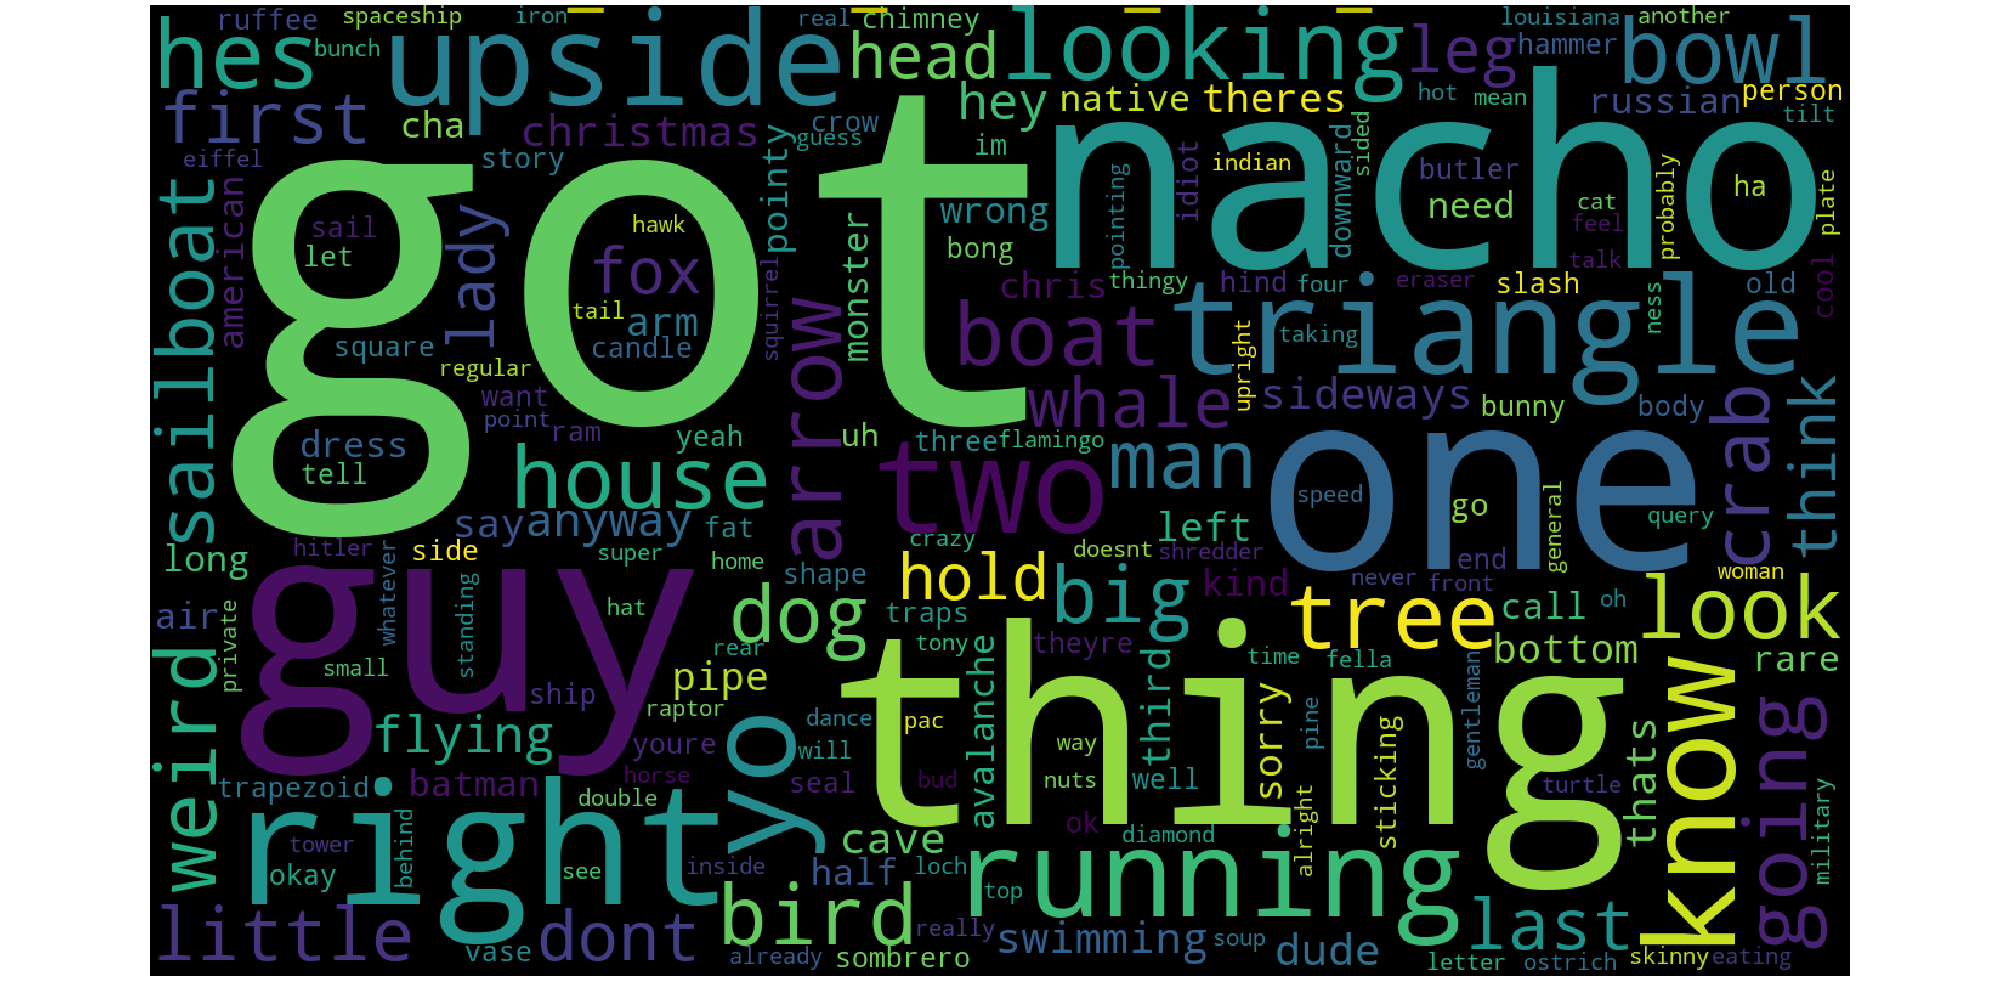 ruffee
spaceship
iron
real
chimney
louisiana
another
hes
bunch
upside
head
looking
leg
hammer
bowl
first
cha
christmas
pointy
crow
guess
hey
native
theres
hot
mean
russian
person
tilt
eiffel
story
im
got
nacho
downward
sided
indian
idiot
butler
need
cat
feel
talk
probably
ha
plate
sailboat
american
sail
let
lady
hawk
fox
tail
arm
candle
squirrel
monster
wrong
bong
pointing
square
regular
want
point
ram
arrow
chris
thingy
hind
four
eraser
slash
ness
old
cool
boat
triangle
taking
upright
whale
sideways
bunny
body
crab
think
dress
tell
house
yeah
uh
three
flamingo
two
man
one
speed
go
general
query
say
anyway
fat
left
end
long
hitler
side
super
home
crazy
doesnt
shredder
never
front
woman
shape
hold
big
kind
tree
call
oh
look
air
private
whatever
standing
guy
hat
dog
traps
tony
theyre
time
fella
bottom
rare
small
rear
weird
ship
pipe
raptor
dance
pac
thing
avalanche
way
third
sorry
pine
sticking
gentleman
thats
know
going
flying
youre
yo
will
trapezoid
batman
horse
double
seal
bud
nuts
well
turtle
military
right
tower
okay
behind
see
inside
cave
half
ok
diamond
alright
loch
top
running
last
little
vase
dont
bird
already
really
sombrero
swimming
soup
dude
letter
ostrich
skinny
eating